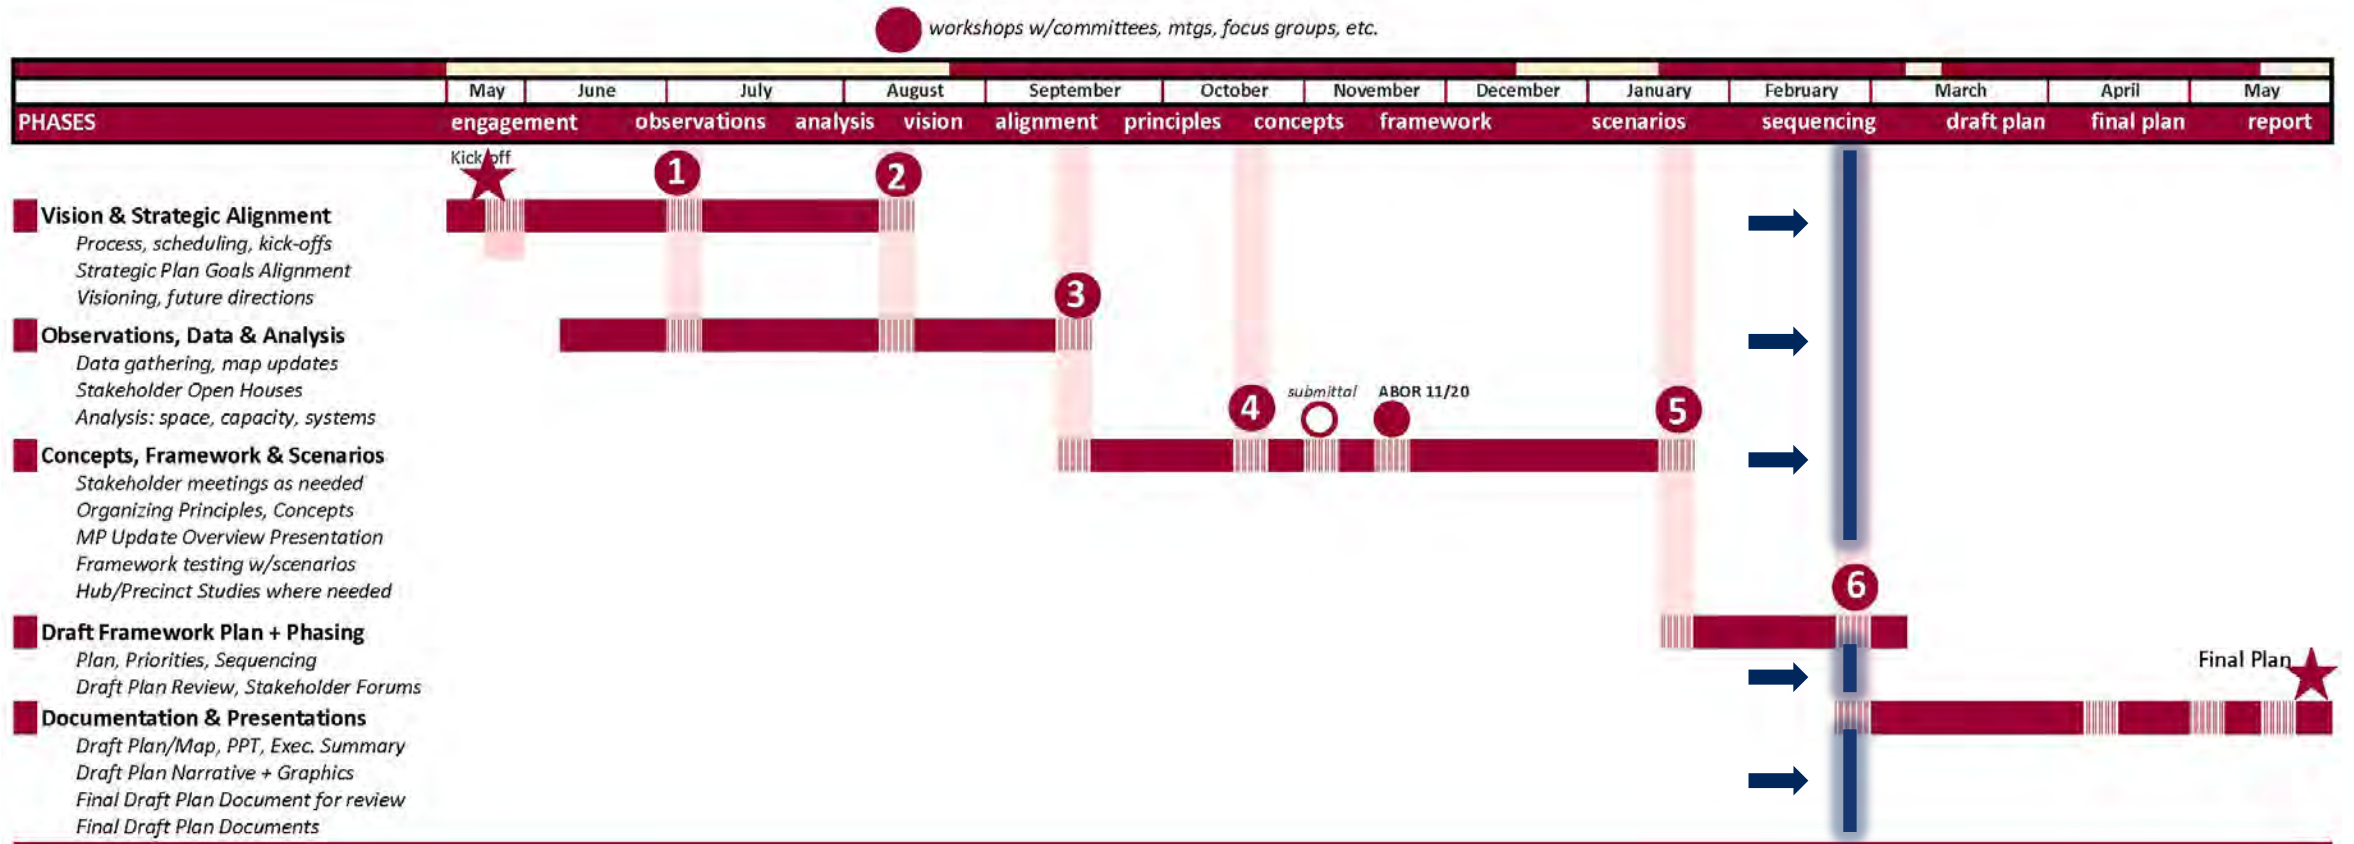 workshops w/committees, mtgs, focus groups, etc.
May June July August September October November December January February March April May
PHASES engagement observations analysis vision alignment principles concepts framework scenarios sequencing draft plan final plan report
Kick-off
1
2
Vision & Strategic Alignment
Process, scheduling, kick-offs
Strategic Plan Goals Alignment
Visioning, future directions
3
Observations, Data & Analysis
Data gathering, map updates
Stakeholder Open Houses
Analysis: space, capacity, systems
4
submittal
ABOR 11/20
5
Concepts, Framework & Scenarios
Stakeholder meetings as needed
Organizing Principles, Concepts
MP Update Overview Presentation
Framework testing w/scenarios
Hub/Precinct Studies where needed
6
Draft Framework Plan + Phasing
Plan, Priorities, Sequencing
Draft Plan Review, Stakeholder Forums
Final Plan
Documentation & Presentations
Draft Plan/Map, PPT, Exec. Summary
Draft Plan Narrative + Graphics
Final Draft Plan Document for review
Final Draft Plan Documents